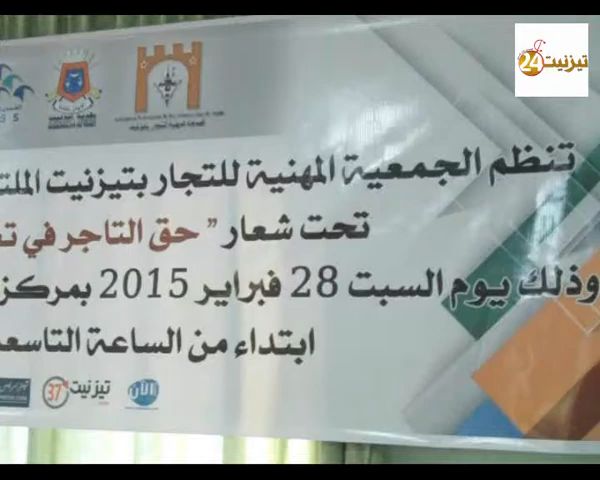 تيزنيت 24
تنظم الجمعية المهنية للتجار بتيزنيت
تحت شعار " حق التاجر في
وذلك يوم السبت 28 فبراير 2015 بمركز
ابتداء من الساعة
تيزنيت 37
الآن